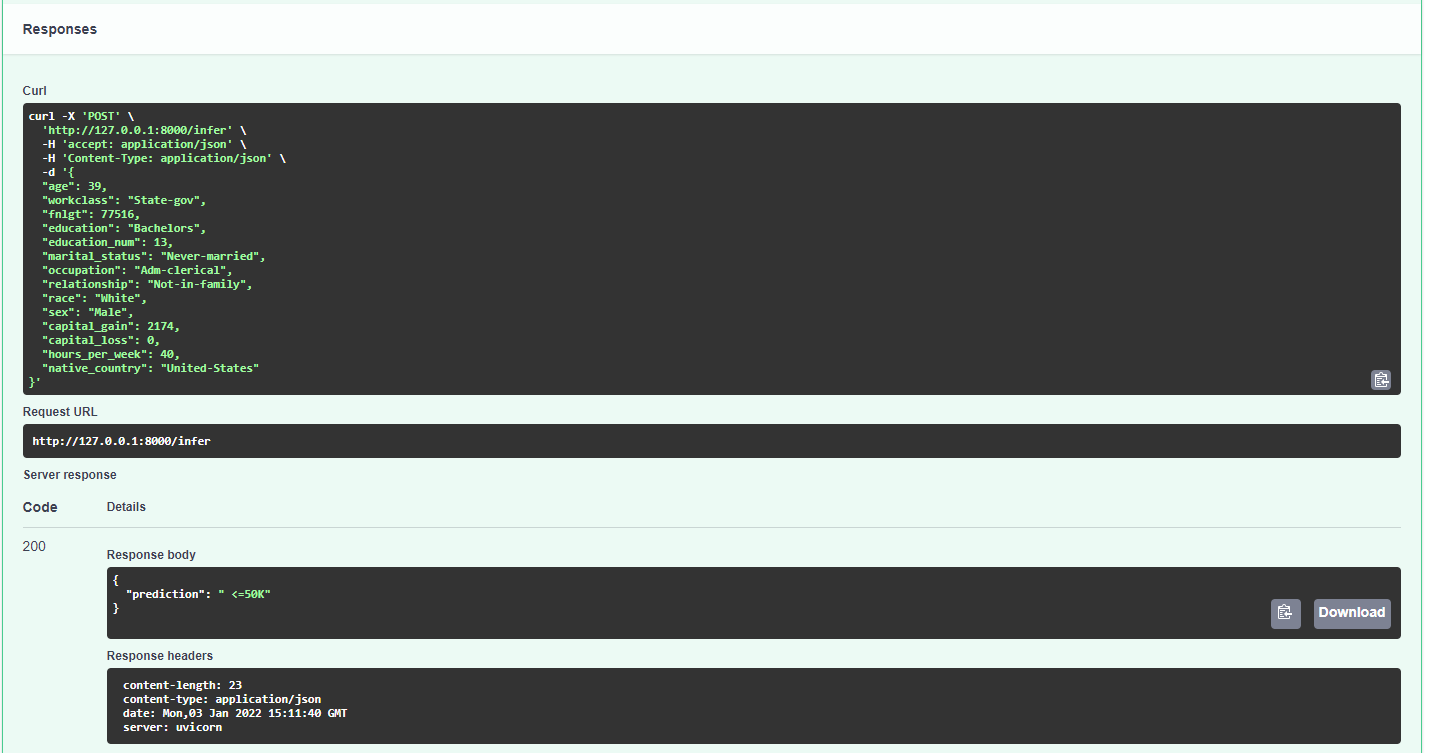 Responses
Curl
curl -X 'POST' \
  'http://127.0.0.1:8000/infer' \
  -H 'accept: application/json' \
  -H 'Content-Type: application/json' \
  -d '{
  "age": 39,
  "workclass": "State-gov",
  "fnlgt": 77516,
  "education": "Bachelors",
  "education_num": 13,
  "marital_status": "Never-married",
  "occupation": "Adm-clerical",
  "relationship": "Not-in-family",
  "race": "White",
  "sex": "Male",
  "capital_gain": 2174,
  "capital_loss": 0,
  "hours_per_week": 40,
  "native_country": "United-States"
}'
Request URL
http://127.0.0.1:8000/infer
Server response
Code Details
200
Response body
{
  "prediction": " <=50K"
}
Download
Response headers
content-length: 23
content-type: application/json
date: Mon,03 Jan 2022 15:11:40 GMT
server: uvicorn